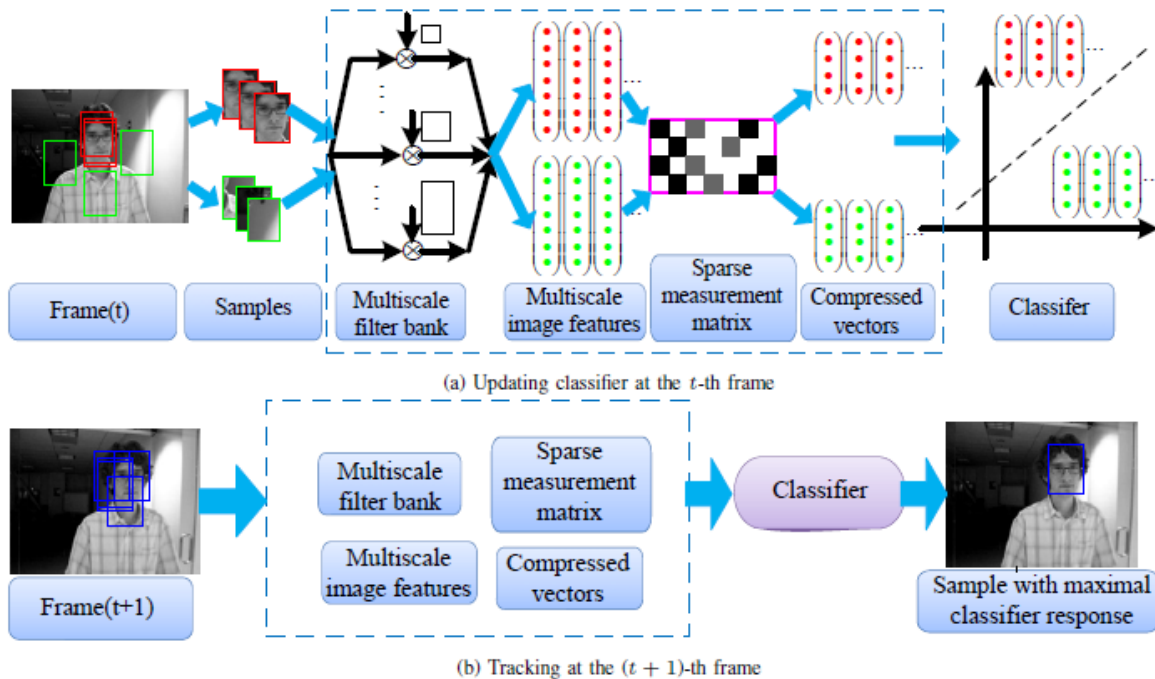 Frame(t)
Samples
Multiscale
filter bank
Multiscale
image features
Sparse
measurement
matrix
Compressed
vectors
Classifer
(a) Updating classifier at the t-th frame
Multiscale
filter bank
Sparse
measurement
matrix
Multiscale
image features
Compressed
vectors
Classifier
Frame(t+1)
Sample with maximal
classifier response
(b) Tracking at the (t + 1)-th frame